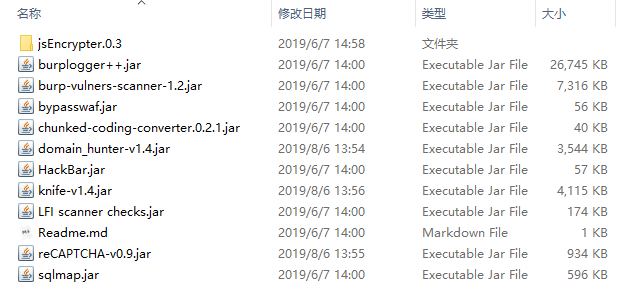 名称 修改日期 类型 大小
jsEncrypter.0.3 2019/6/7 14:58 文件夹
burplogger++.jar 2019/6/7 14:00 Executable Jar File 26,745 KB
burp-vulners-scanner-1.2.jar 2019/6/7 14:00 Executable Jar File 7,316 KB
bypasswaf.jar 2019/6/7 14:00 Executable Jar File 56 KB
chunked-coding-converter.0.2.1.jar 2019/6/7 14:00 Executable Jar File 40 KB
domain_hunter-v1.4.jar 2019/8/6 13:54 Executable Jar File 3,544 KB
HackBar.jar 2019/6/7 14:00 Executable Jar File 57 KB
knife-v1.4.jar 2019/8/6 13:56 Executable Jar File 4,115 KB
LFI scanner checks.jar 2019/6/7 14:00 Executable Jar File 174 KB
Readme.md 2019/6/7 14:00 Markdown File 1 KB
reCAPTCHA-v0.9.jar 2019/8/6 13:55 Executable Jar File 934 KB
sqlmap.jar 2019/6/7 14:00 Executable Jar File 596 KB